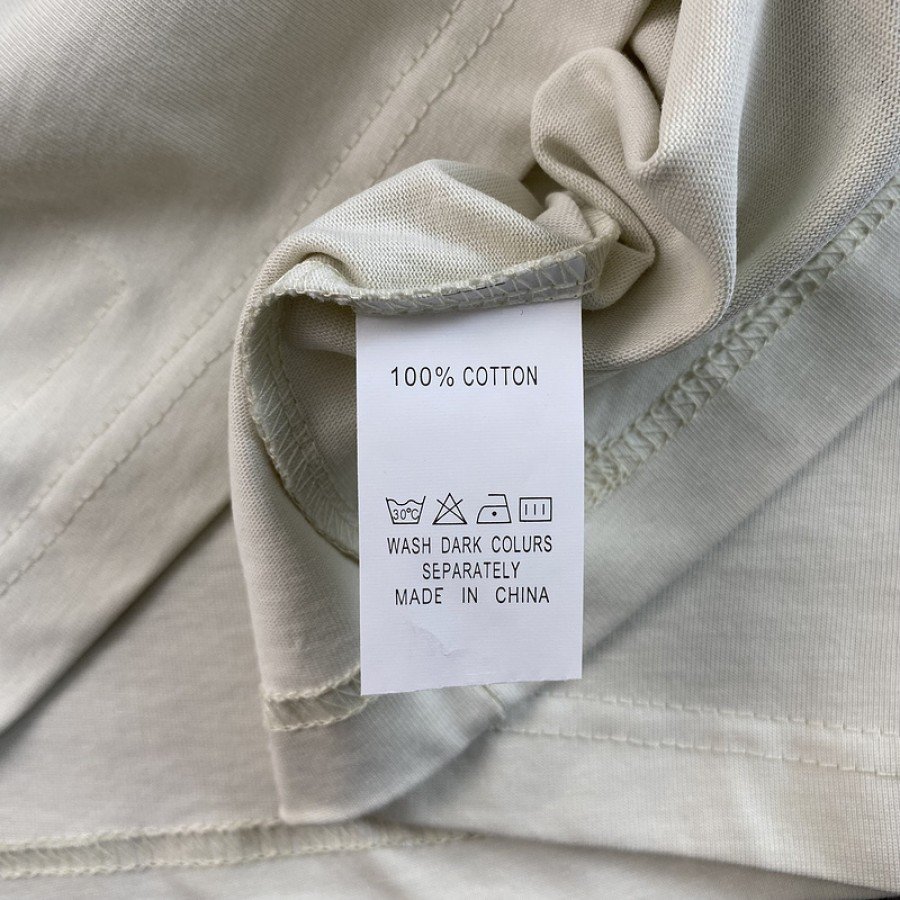 100% COTTON
30°C
WASH DARK COLURS
SEPARATELY
MADE IN CHINA